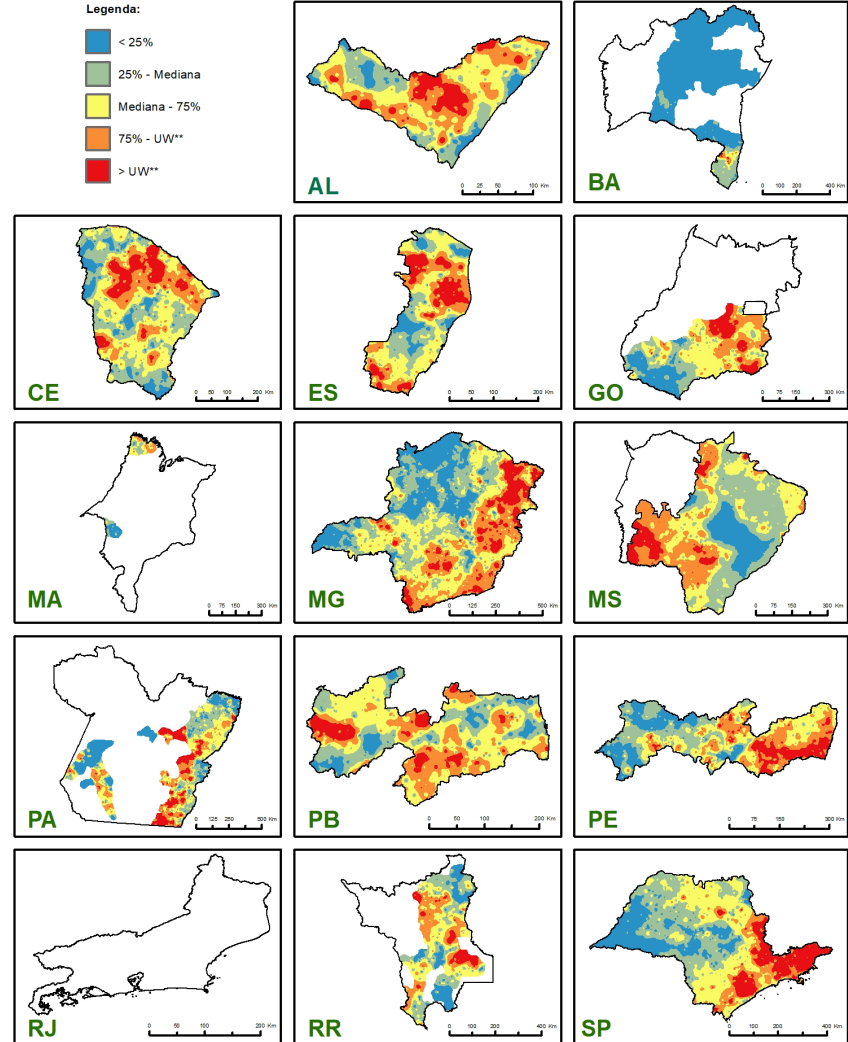 Legenda:
< 25%
25% - Mediana
Mediana - 75%
75% - UW**
> UW**
AL
0 25 50 100 Km
BA
0 100 200 400 Km
CE
0 50 100 200 Km
ES
0 50 100 200 Km
GO
0 75 150 300 Km
MA
0 75 150 300 Km
MG
0 125 250 500 Km
MS
0 75 150 300 Km
PA
0 125 250 500 Km
PB
0 50 100 200 Km
PE
0 75 150 300 Km
RJ
0 50 100 200 Km
RR
0 100 200 400 Km
SP
0 100 200 400 Km